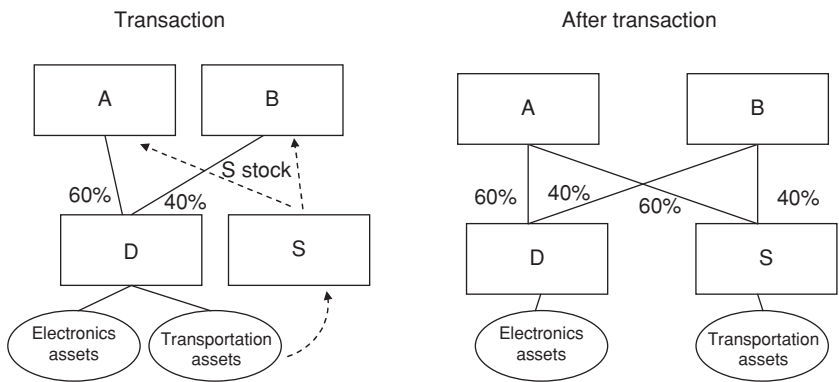 Transaction
After transaction
A
B
S stock
60%
40%
D
S
Electronics
assets
Transportation
assets
A
B
60%
40%
60%
40%
D
S
Electronics
assets
Transportation
assets